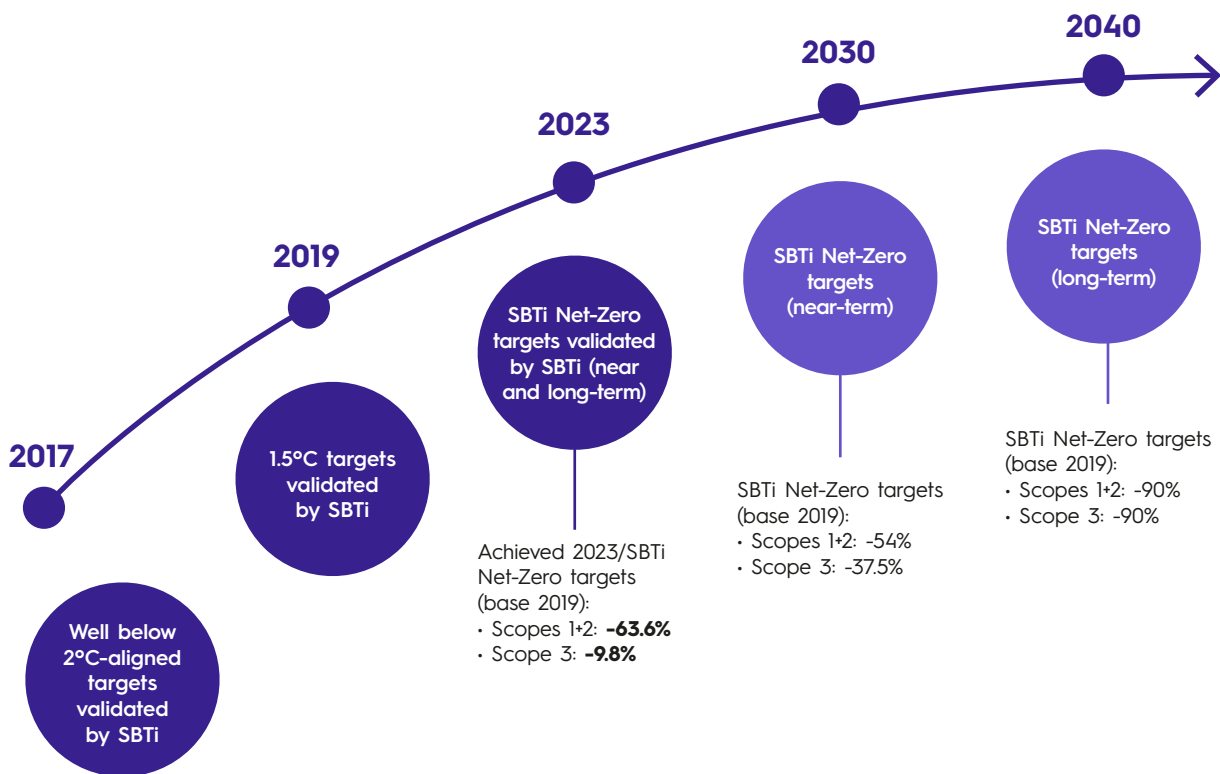 2017
Well below
2°C-aligned
targets
validated
by SBTi
2019
1.5°C targets
validated
by SBTi
2023
SBTi Net-Zero
targets validated
by SBTi (near
and long-term)
Achieved 2023/SBTi
Net-Zero targets
(base 2019):
• Scopes 1+2: -63.6%
• Scope 3: -9.8%
2030
SBTi Net-Zero
targets
(near-term)
SBTi Net-Zero targets
(base 2019):
• Scopes 1+2: -54%
• Scope 3: -37.5%
2040
SBTi Net-Zero
targets
(long-term)
SBTi Net-Zero targets
(base 2019):
• Scopes 1+2: -90%
• Scope 3: -90%